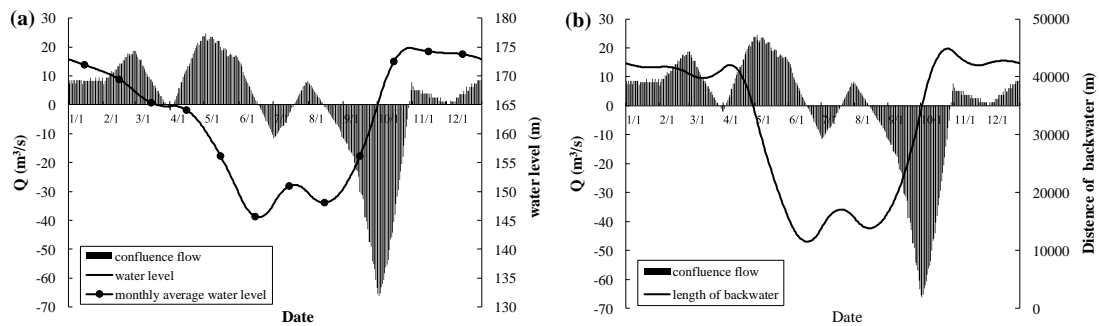 (a)
30
20
10
0
-10
-20
-30
-40
-50
-60
-70
Q (m³/s)
1/1 2/1 3/1 4/1 5/1 6/1 7/1 8/1 9/1 10/1 11/1 12/1
180
175
170
165
160
155
150
145
140
135
130
water level (m)
confluence flow
water level
monthly average water level
Date
(b)
30
20
10
0
-10
-20
-30
-40
-50
-60
-70
Q (m³/s)
1/1 2/1 3/1 4/1 5/1 6/1 7/1 8/1 9/1 10/1 11/1 12/1
50000
40000
30000
20000
10000
0
Distence of backwater (m)
confluence flow
length of backwater
Date